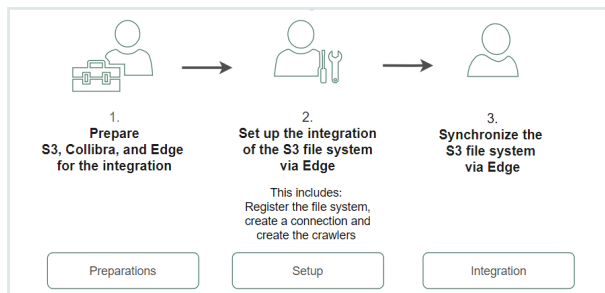 1.
Prepare
S3, Collibra, and Edge
for the integration
2.
Set up the integration
of the S3 file system
via Edge
This includes:
Register the file system,
create a connection and
create the crawlers
3.
Synchronize the
S3 file system
via Edge
Preparations
Setup
Integration